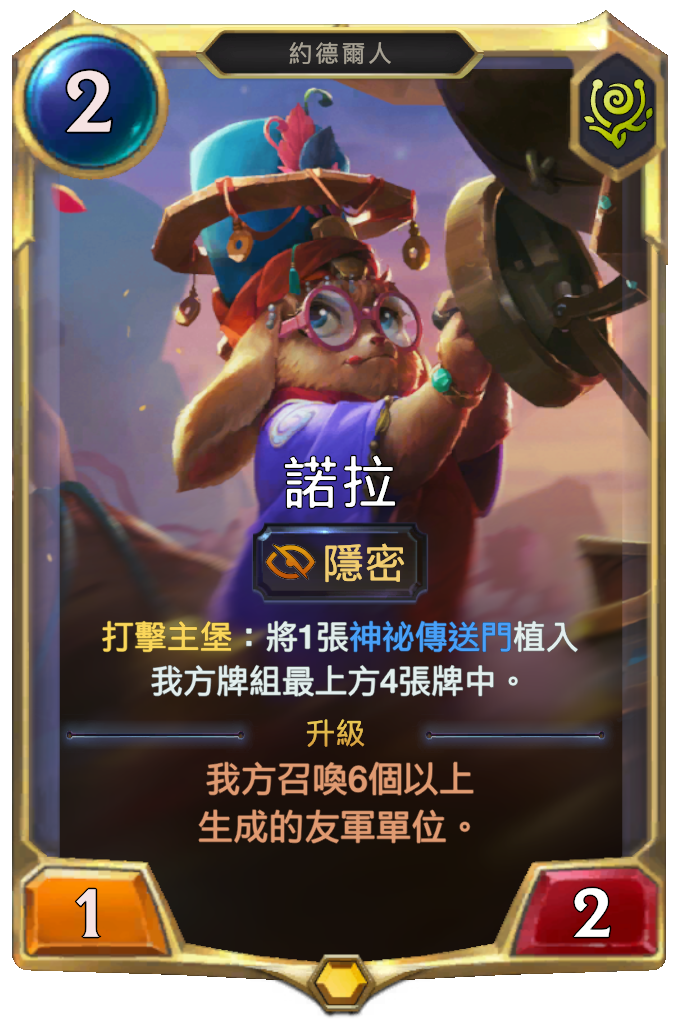 約德爾人
2
諾拉
隱密
打擊主堡：將1張神祕傳送門植入
我方牌組最上方4張牌中。
升級
我方召喚6個以上
生成的友軍單位。
1
2